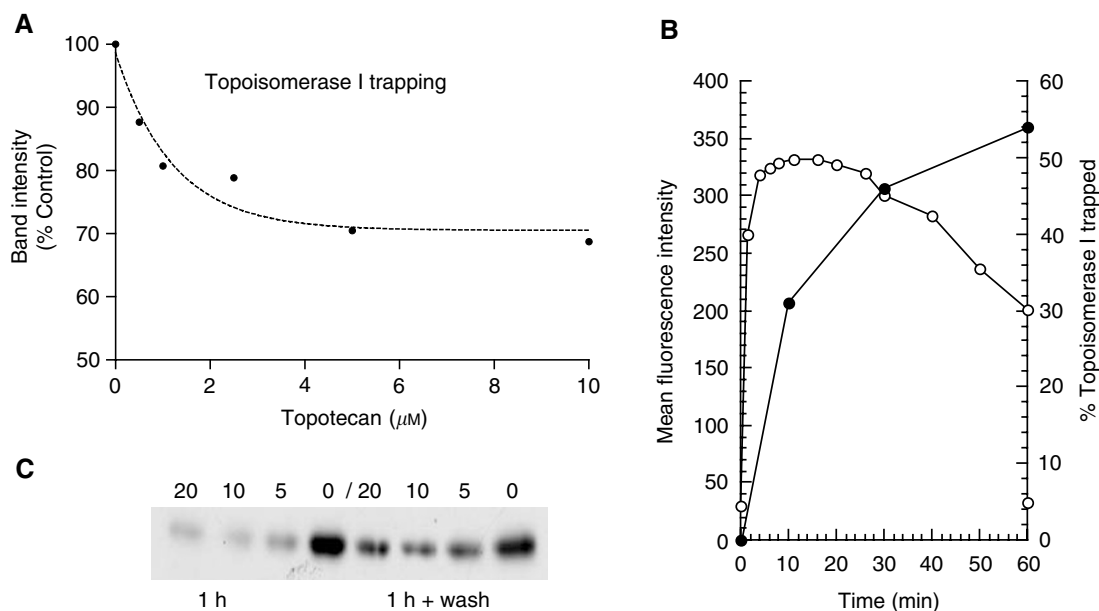 A
Topoisomerase I trapping
Band intensity
(% Control)
100
90
80
70
60
50
0 2 4 6 8 10
Topotecan (μM)
B
Mean fluorescence intensity
400
350
300
250
200
150
100
50
0
60
50
40
30
20
10
0
% Topoisomerase I trapped
0 10 20 30 40 50 60
Time (min)
C
20 10 5 0 / 20 10 5 0
1 h 1 h + wash